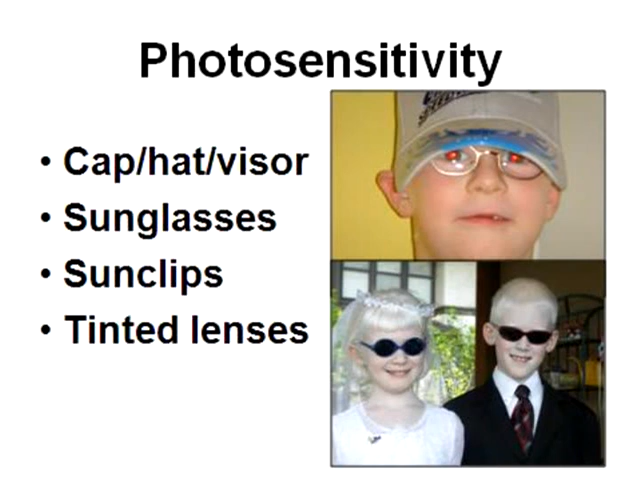 Photosensitivity
• Cap/hat/visor
• Sunglasses
• Sunclips
• Tinted lenses